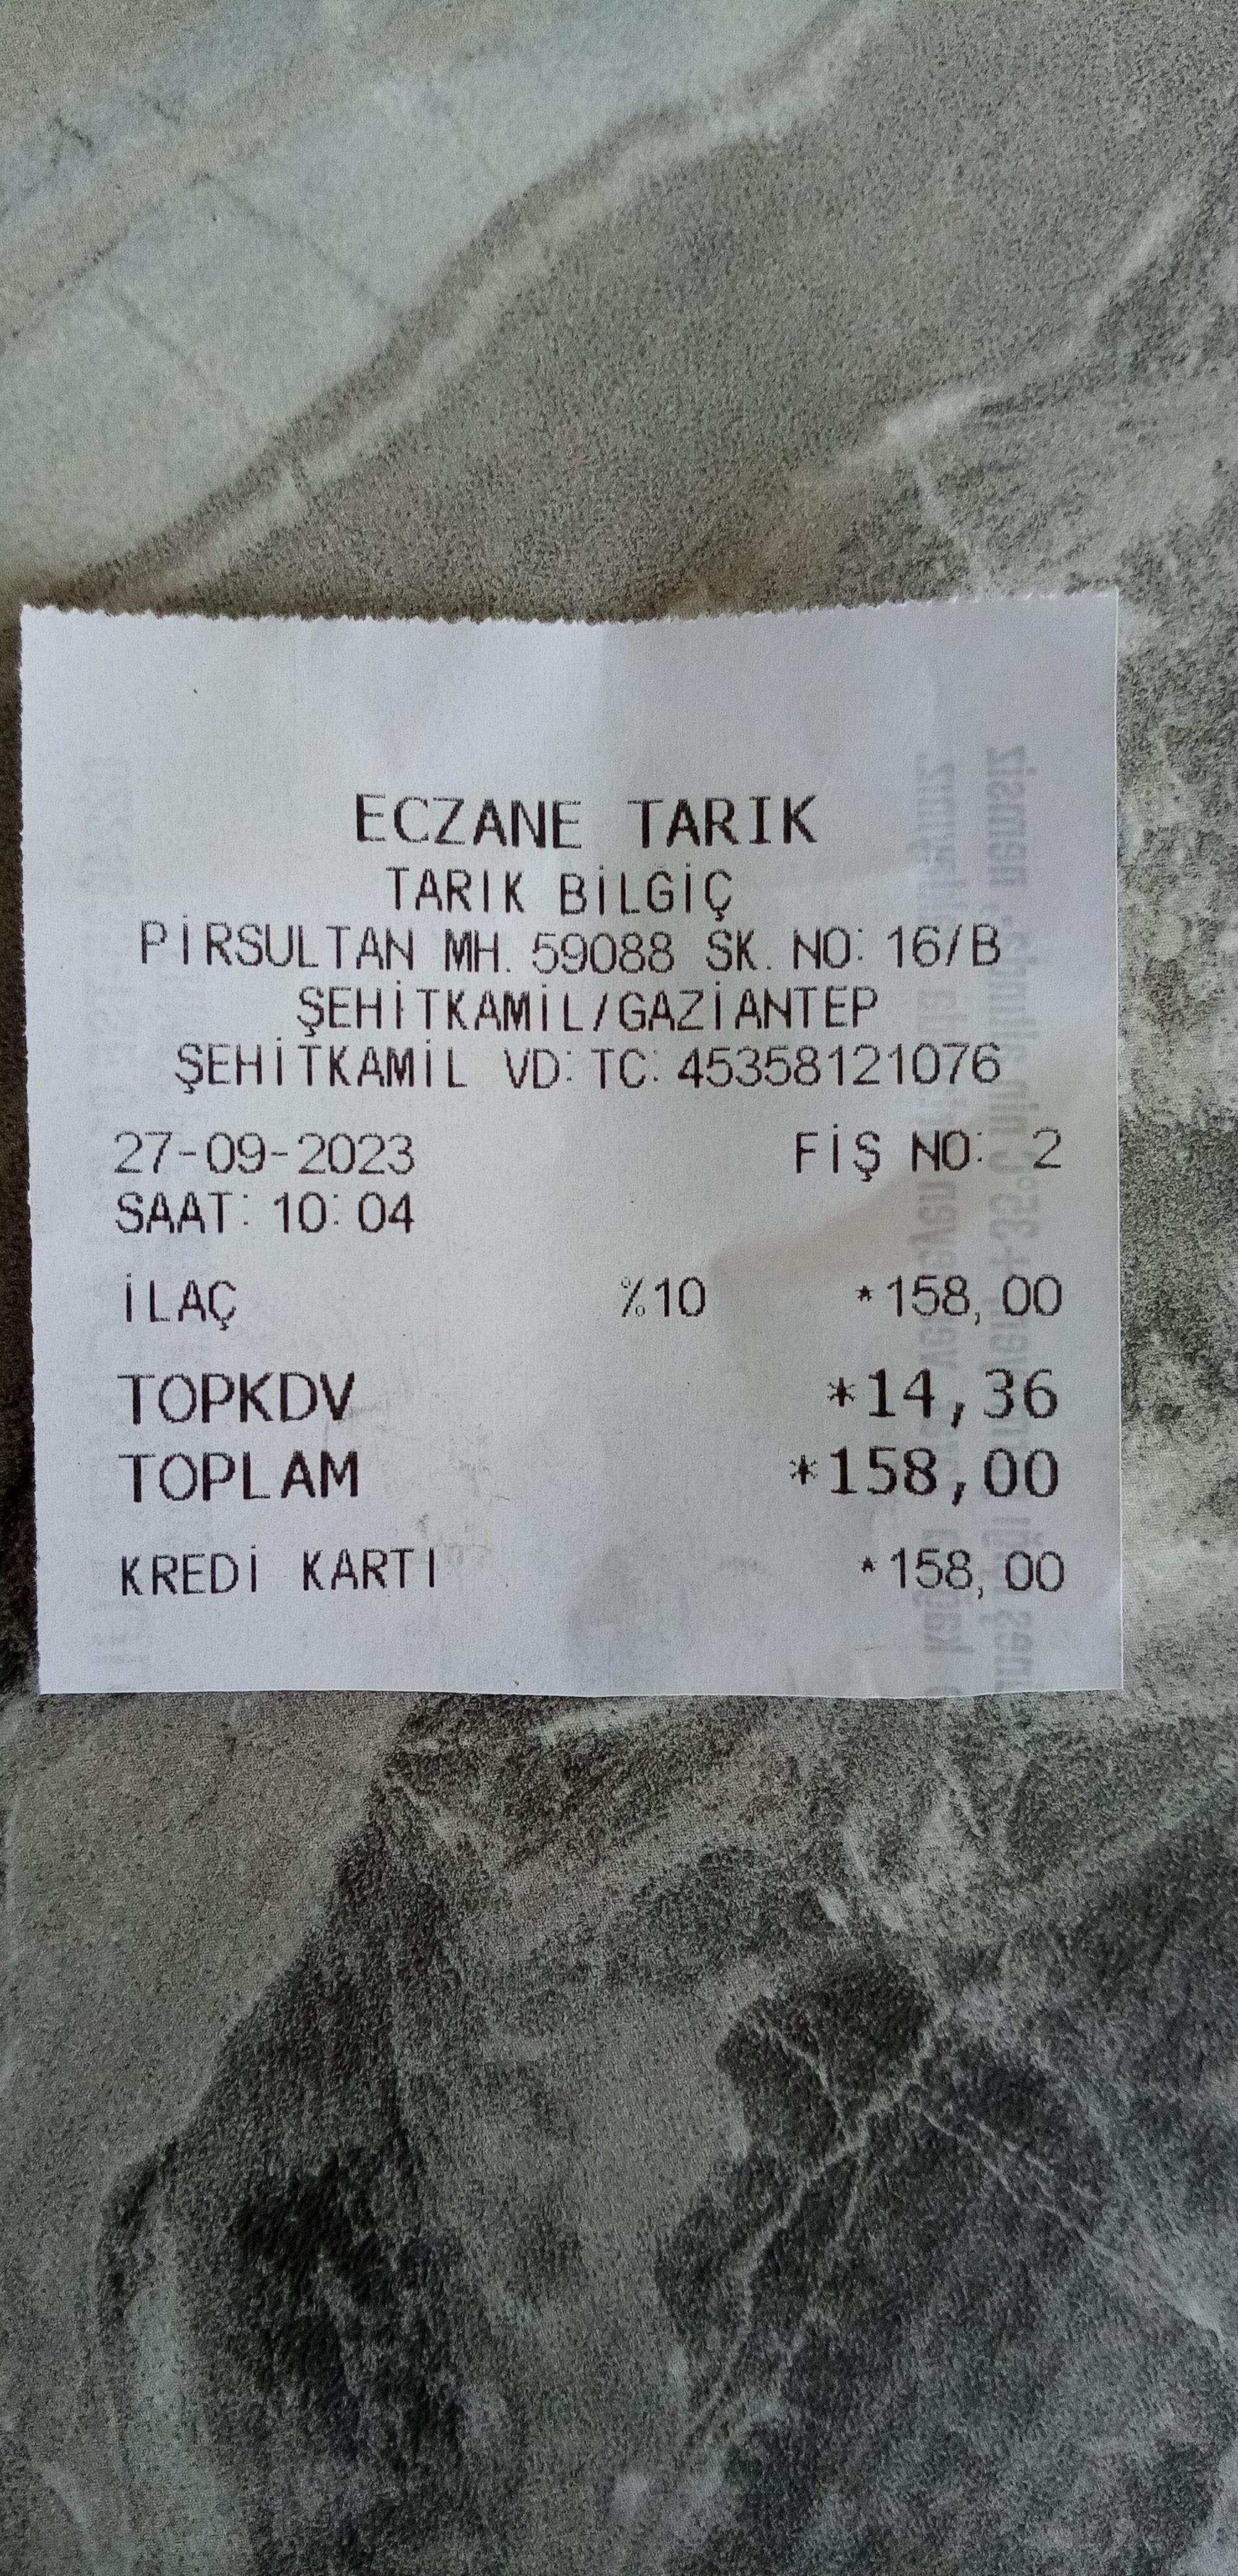 ECZANE TARIK
TARIK BİLGİÇ
PİRSULTAN MH. 59088 SK. NO: 16/B
ŞEHİTKAMİL/GAZİANTEP
ŞEHİTKAMİL VD: TC: 45358121076
27-09-2023 FİŞ NO: 2
SAAT: 10:04
İLAÇ %10 *158,00
TOPKDV *14,36
TOPLAM *158,00
KREDİ KARTI *158,00